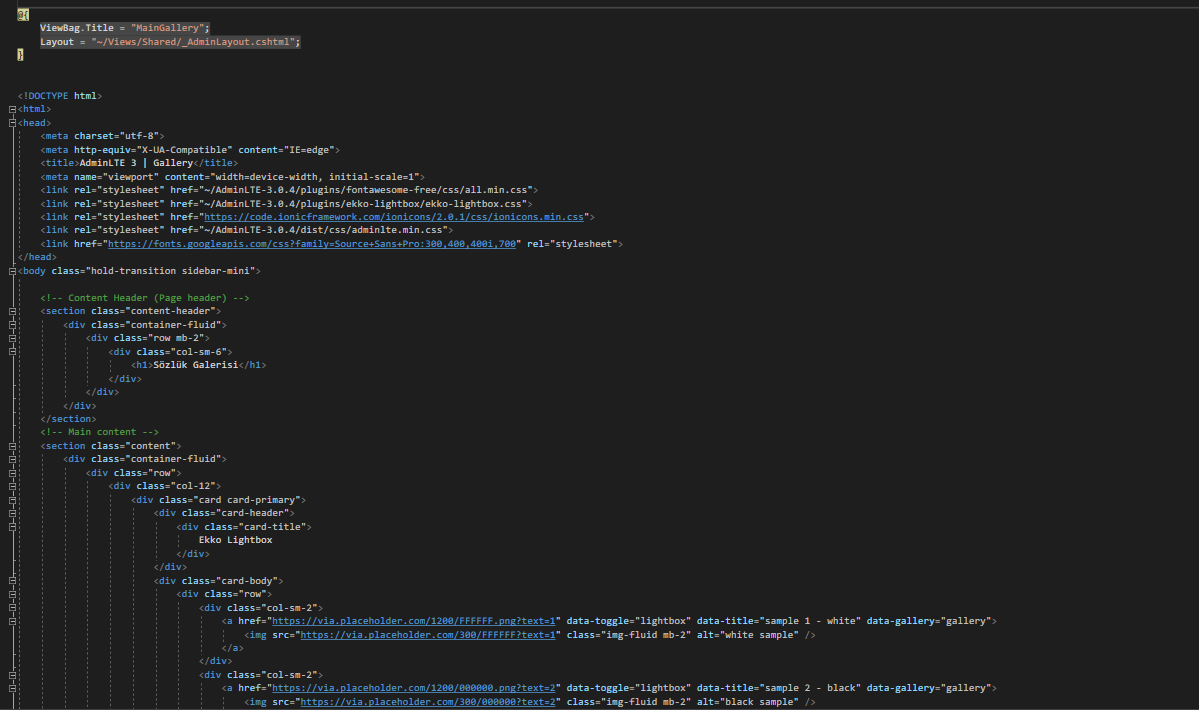 @{
ViewBag.Title = "MainGallery";
Layout = "~/Views/Shared/_AdminLayout.cshtml";
}
<!DOCTYPE html>
<html>
<head>
<meta charset="utf-8">
<meta http-equiv="X-UA-Compatible" content="IE=edge">
<title>AdminLTE 3 | Gallery</title>
<meta name="viewport" content="width=device-width, initial-scale=1">
<link rel="stylesheet" href="~/AdminLTE-3.0.4/plugins/fontawesome-free/css/all.min.css">
<link rel="stylesheet" href="~/AdminLTE-3.0.4/plugins/ekko-lightbox/ekko-lightbox.css">
<link rel="stylesheet" href="https://code.ionicframework.com/ionicons/2.0.1/css/ionicons.min.css">
<link rel="stylesheet" href="~/AdminLTE-3.0.4/dist/css/adminlte.min.css">
<link href="https://fonts.googleapis.com/css?family=Source+Sans+Pro:300,400,400i,700" rel="stylesheet">
</head>
<body class="hold-transition sidebar-mini">
<!-- Content Header (Page header) -->
<section class="content-header">
<div class="container-fluid">
<div class="row mb-2">
<div class="col-sm-6">
<h1>Sözlük Galerisi</h1>
</div>
</div>
</div>
</section>
<!-- Main content -->
<section class="content">
<div class="container-fluid">
<div class="row">
<div class="col-12">
<div class="card card-primary">
<div class="card-header">
<div class="card-title">
Ekko Lightbox
</div>
</div>
<div class="card-body">
<div class="row">
<div class="col-sm-2">
<a href="https://via.placeholder.com/1200/FFFFFF.png?text=1" data-toggle="lightbox" data-title="sample 1 - white" data-gallery="gallery">
<img src="https://via.placeholder.com/300/FFFFFF?text=1" class="img-fluid mb-2" alt="white sample" />
</a>
</div>
<div class="col-sm-2">
<a href="https://via.placeholder.com/1200/000000.png?text=2" data-toggle="lightbox" data-title="sample 2 - black" data-gallery="gallery">
<img src="https://via.placeholder.com/300/000000?text=2" class="img-fluid mb-2" alt="black sample" />